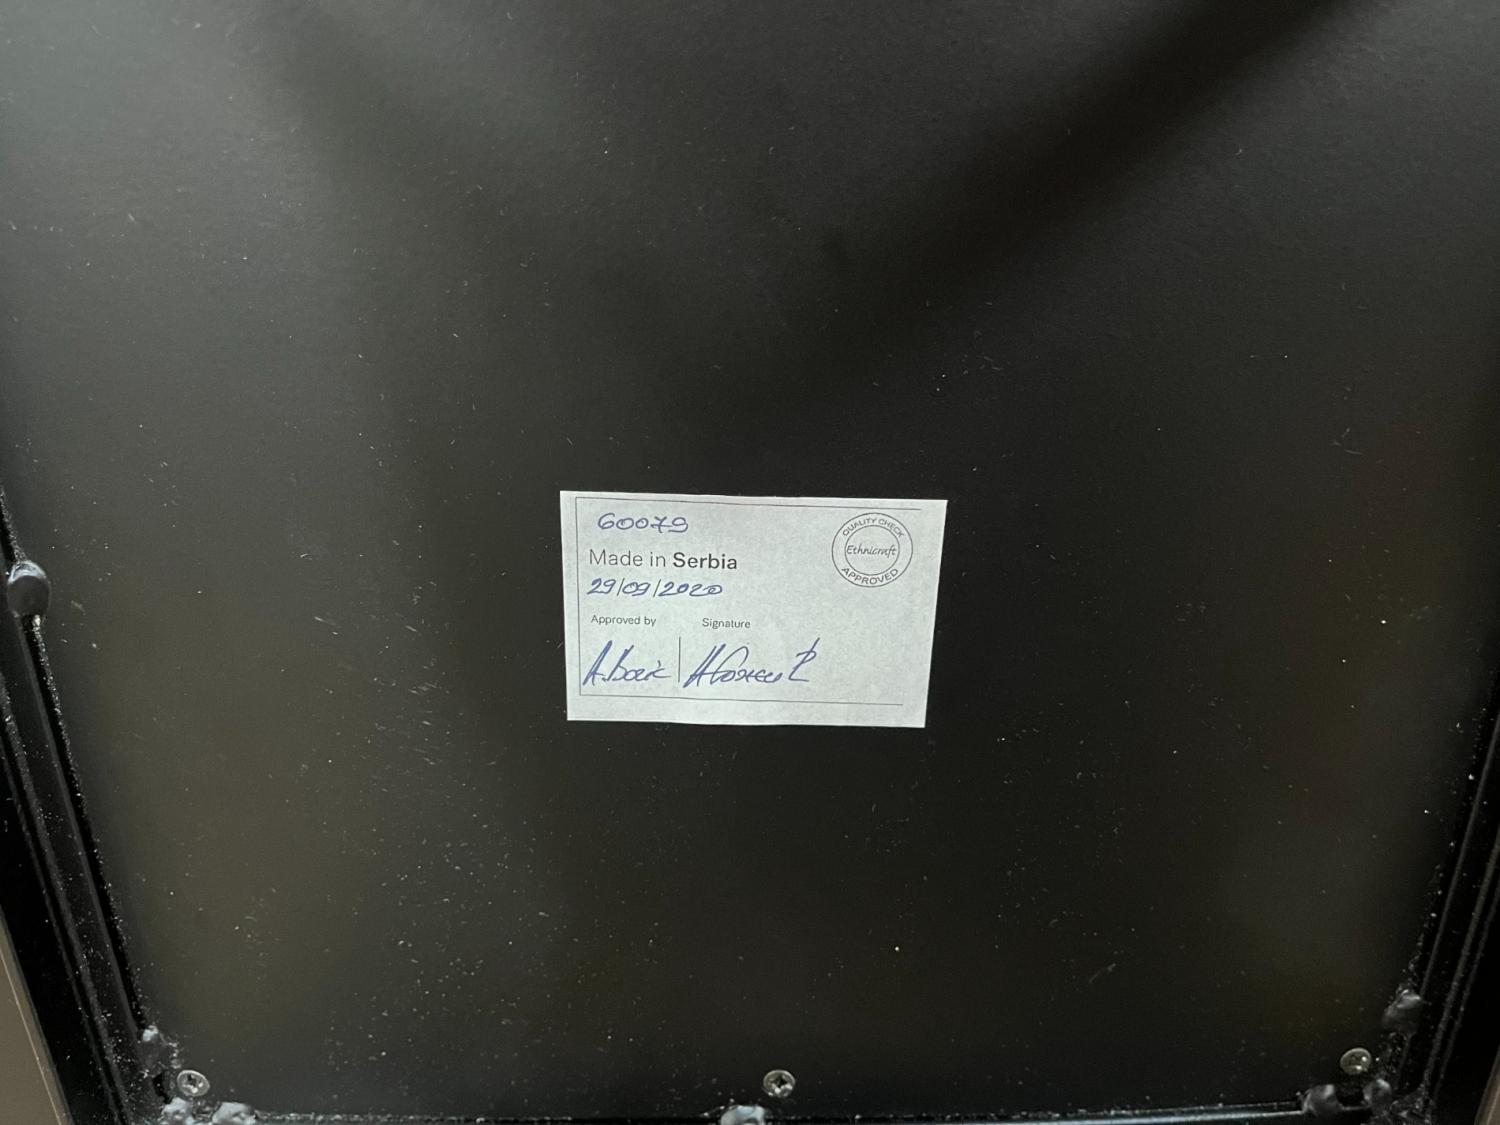 60079
Made in Serbia
29/09/2020
Approved by Signature
QUALITY CHECK
Ethnicraft
APPROVED